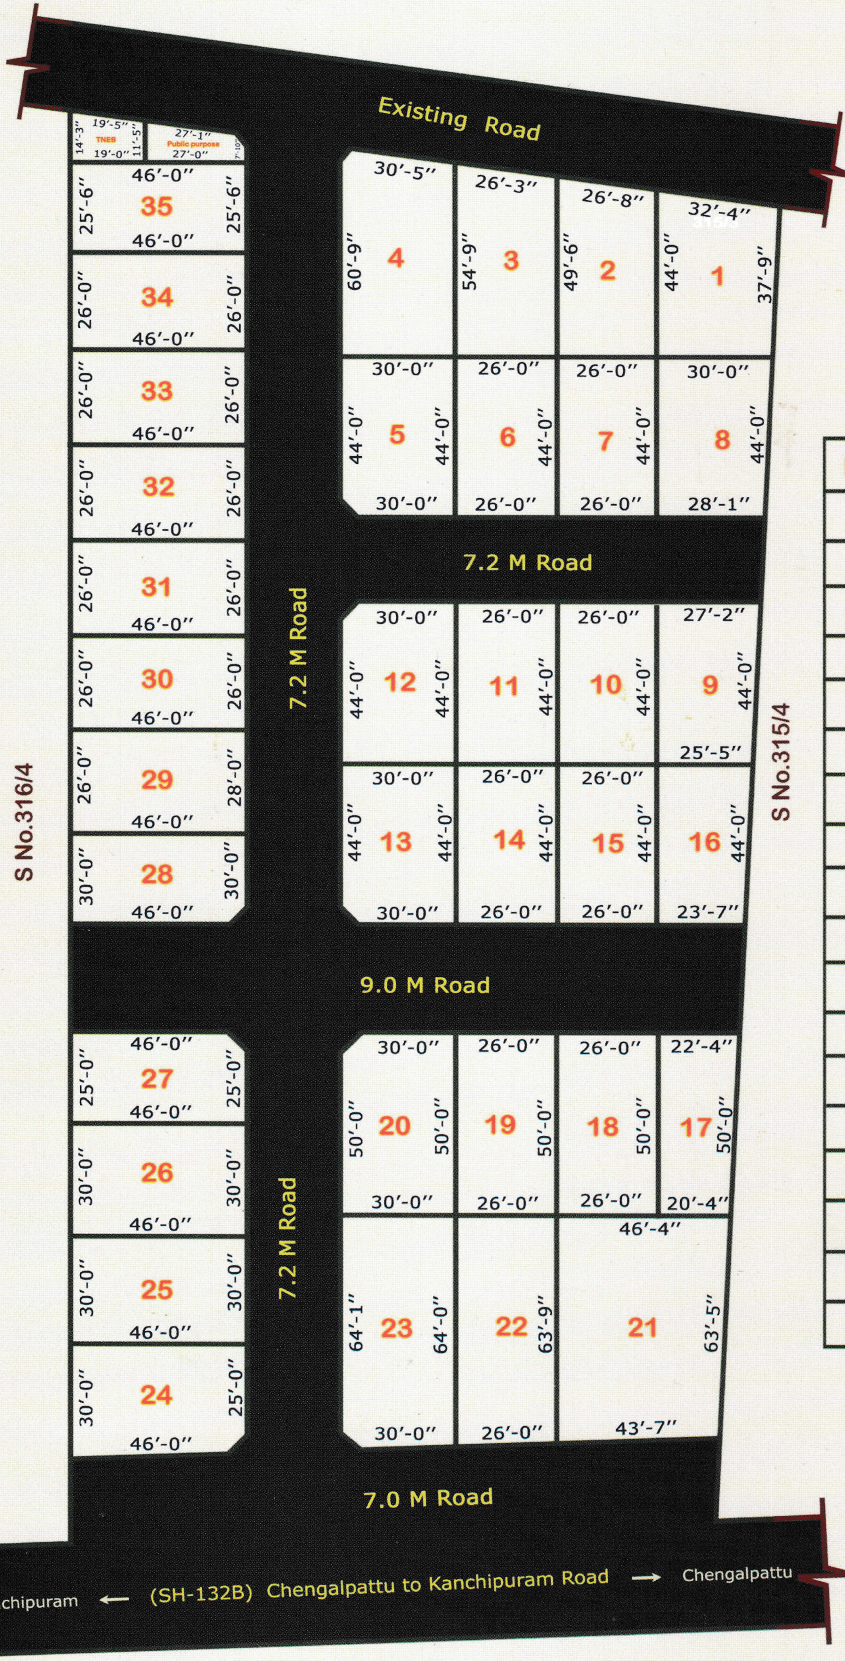 Existing Road
14'-3" 19'-5" 11'-5" 27'-1"
TNEB Public purpose
19'-0" 27'-0" 7'-10"
46'-0"
25'-6" 35 25'-6"
46'-0"
26'-0" 34 26'-0"
46'-0"
26'-0" 33 26'-0"
46'-0"
26'-0" 32 26'-0"
46'-0"
26'-0" 31 26'-0"
46'-0"
26'-0" 30 26'-0"
46'-0"
26'-0" 29 28'-0"
46'-0"
30'-0" 28 30'-0"
46'-0"
30'-5" 26'-3" 26'-8" 32'-4"
60'-9" 4 54'-9" 3 49'-6" 2 44'-0" 1 37'-9"
30'-0" 26'-0" 26'-0" 30'-0"
44'-0" 5 44'-0" 6 44'-0" 7 44'-0" 8 44'-0"
30'-0" 26'-0" 26'-0" 28'-1"
7.2 M Road
7.2 M Road
30'-0" 26'-0" 26'-0" 27'-2"
44'-0" 12 44'-0" 11 44'-0" 10 44'-0" 9 44'-0"
25'-5"
30'-0" 26'-0" 26'-0"
44'-0" 13 44'-0" 14 44'-0" 15 44'-0" 16 44'-0"
30'-0" 26'-0" 26'-0" 23'-7"
S No.316/4
S No.315/4
9.0 M Road
46'-0"
25'-0" 27 25'-0"
46'-0"
30'-0" 26 30'-0"
46'-0"
30'-0" 25 30'-0"
46'-0"
30'-0" 24 25'-0"
46'-0"
7.2 M Road
30'-0" 26'-0" 26'-0" 22'-4"
50'-0" 20 50'-0" 19 50'-0" 18 50'-0" 17 50'-0"
30'-0" 26'-0" 26'-0" 20'-4"
46'-4"
64'-1" 23 64'-0" 22 63'-9" 21 63'-5"
30'-0" 26'-0" 43'-7"
7.0 M Road
chipuram ← (SH-132B) Chengalpattu to Kanchipuram Road → Chengalpattu